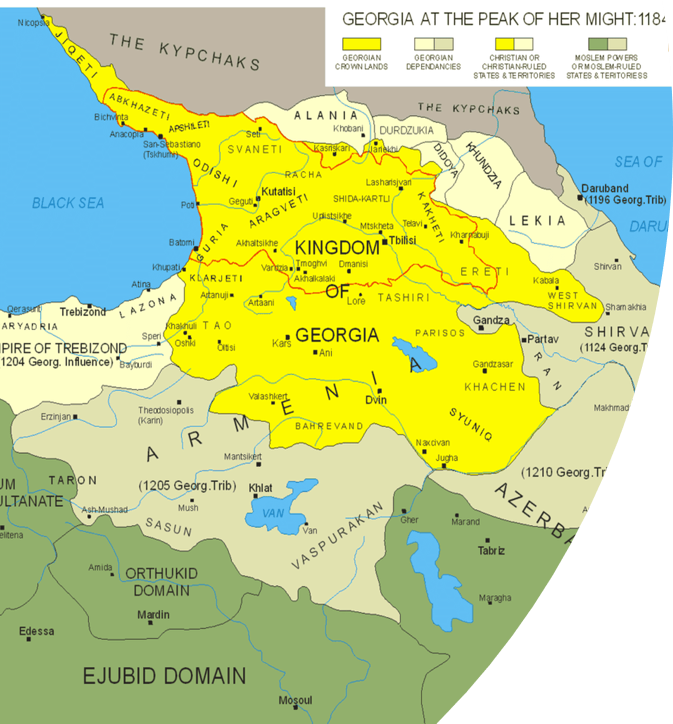 GEORGIA AT THE PEAK OF HER MIGHT:1184
GEORGIAN
CROWN LANDS
GEORGIAN
DEPANDANCIES
CHRISTIAN OR
CHRISTIAN-RULED
STATES & TERRITORIES
MOSLEM POWERS
OR MOSLEM-RULED
STATES & TERITORIESS
Nicopsia
JIQETI
THE KYPCHAKS
THE KYPCHAKS
ABKHAZETI
Bichvinta
Anacopia
APSHILETI
San-Sebastiano
(Tskhumi)
ALANIA
Khobani
DURDZUKIA
Seti
SVANETI
Kasriskari
Jariekhi
DIDOYA
KHUNDZIA
SEA OF
ODISHI
RACHA
Lasharisjvari
Daruband
(1196 Georg.Trib)
BLACK SEA
Poti
Kutatisi
Geguti
ARAGVETI
SHIDA-KARTLI
KAKHETI
LEKIA
DARU
Uplistsikhe
Mtskheta
Telavi
Batomi
GURIA
Akhaltsikhe
KINGDOM
Tbilisi
Kharnabuji
Khupati
Vardzia
Tmoghvi
Akhalkalaki
Dmanisi
Shirvan
Atina
KLARJETI
ERETI
Kabala
WEST
SHIRVAN
Qerasunt
Trebizond
LAZONA
Artanuji
Artaani
OF
Lore
TASHIRI
Shamakhia
ARYADRIA
Khakhuli
TAO
Gandza
SHIRVA
(1124 Georg.T
PIRE OF TREBIZOND
(1204 Georg. Influence)
Speri
Oshki
Oltisi
Kars
GEORGIA
PARISOS
Partav
Bayburdi
Ani
RAN
Gandzasar
KHACHEN
Valashkert
Dvin
Makhmad
Erzinjan
Theodosiopolis
(Karin)
ARMENIA
BAHREVAND
SYUNIQ
Mantsikert
Naxcivan
Jugha
(1210 Georg.Tr
TARON
(1205 Georg.Trib)
Khlat
UM
ULTANATE
AZERBA
Ash Mushad
Mush
VAN
Van
VASPURAKAN
Gher
Marand
elitena
SASUN
Tabriz
Amida
ORTHUKID
DOMAIN
Maragha
Mardin
Edessa
EJUBID DOMAIN
Mosoul